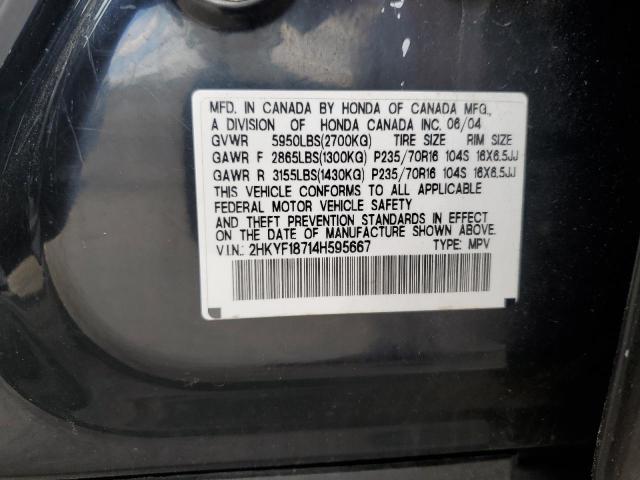 MFD. IN CANADA BY HONDA OF CANADA MFG.,
A DIVISION OF HONDA CANADA INC. 06/04
GVWR 5950LBS(2700KG) TIRE SIZE RIM SIZE
GAWR F 2865LBS(1300KG) P235/70R16 104S 16X6.5JJ
GAWR R 3155LBS(1430KG) P235/70R16 104S 16X6.5JJ
THIS VEHICLE CONFORMS TO ALL APPLICABLE
FEDERAL MOTOR VEHICLE SAFETY
AND THEFT PREVENTION STANDARDS IN EFFECT
ON THE DATE OF MANUFACTURE SHOWN ABOVE.
V.I.N.: 2HKYF18714H595667 TYPE: MPV